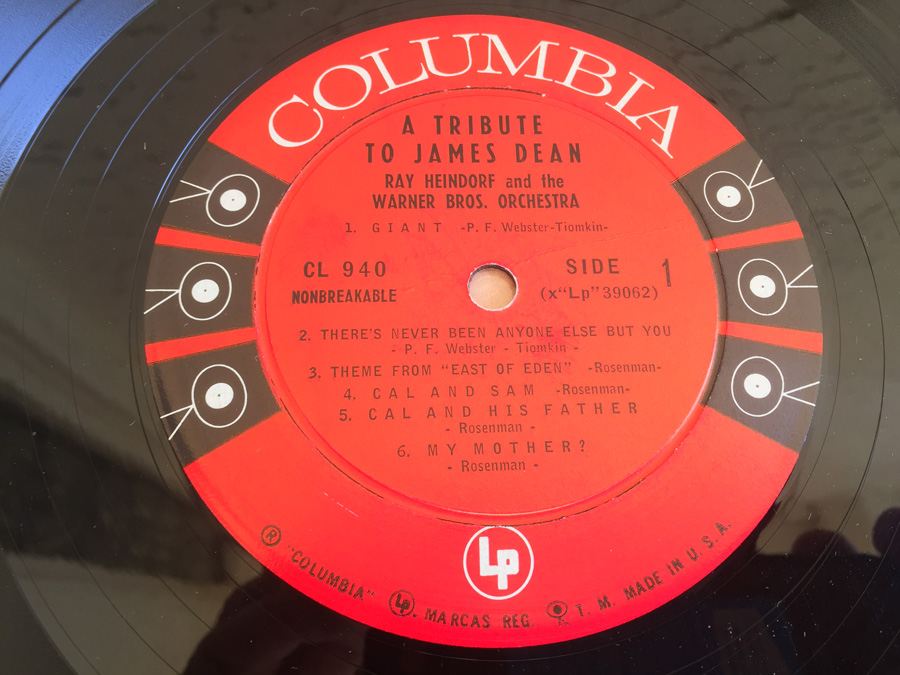 COLUMBIA
A TRIBUTE
TO JAMES DEAN
RAY HEINDORF and the
WARNER BROS. ORCHESTRA
1. GIANT -P. F. Webster-Tiomkin-
CL 940 SIDE 1
NONBREAKABLE (x"Lp"39062)
2. THERE'S NEVER BEEN ANYONE ELSE BUT YOU
- P. F. Webster - Tiomkin -
3. THEME FROM "EAST OF EDEN" -Rosenman-
4. CAL AND SAM -Rosenman-
5. CAL AND HIS FATHER
- Rosenman -
6. MY MOTHER?
- Rosenman -
Lp
® "COLUMBIA" Lp. MARCAS REG. T. M. MADE IN U. S. A.